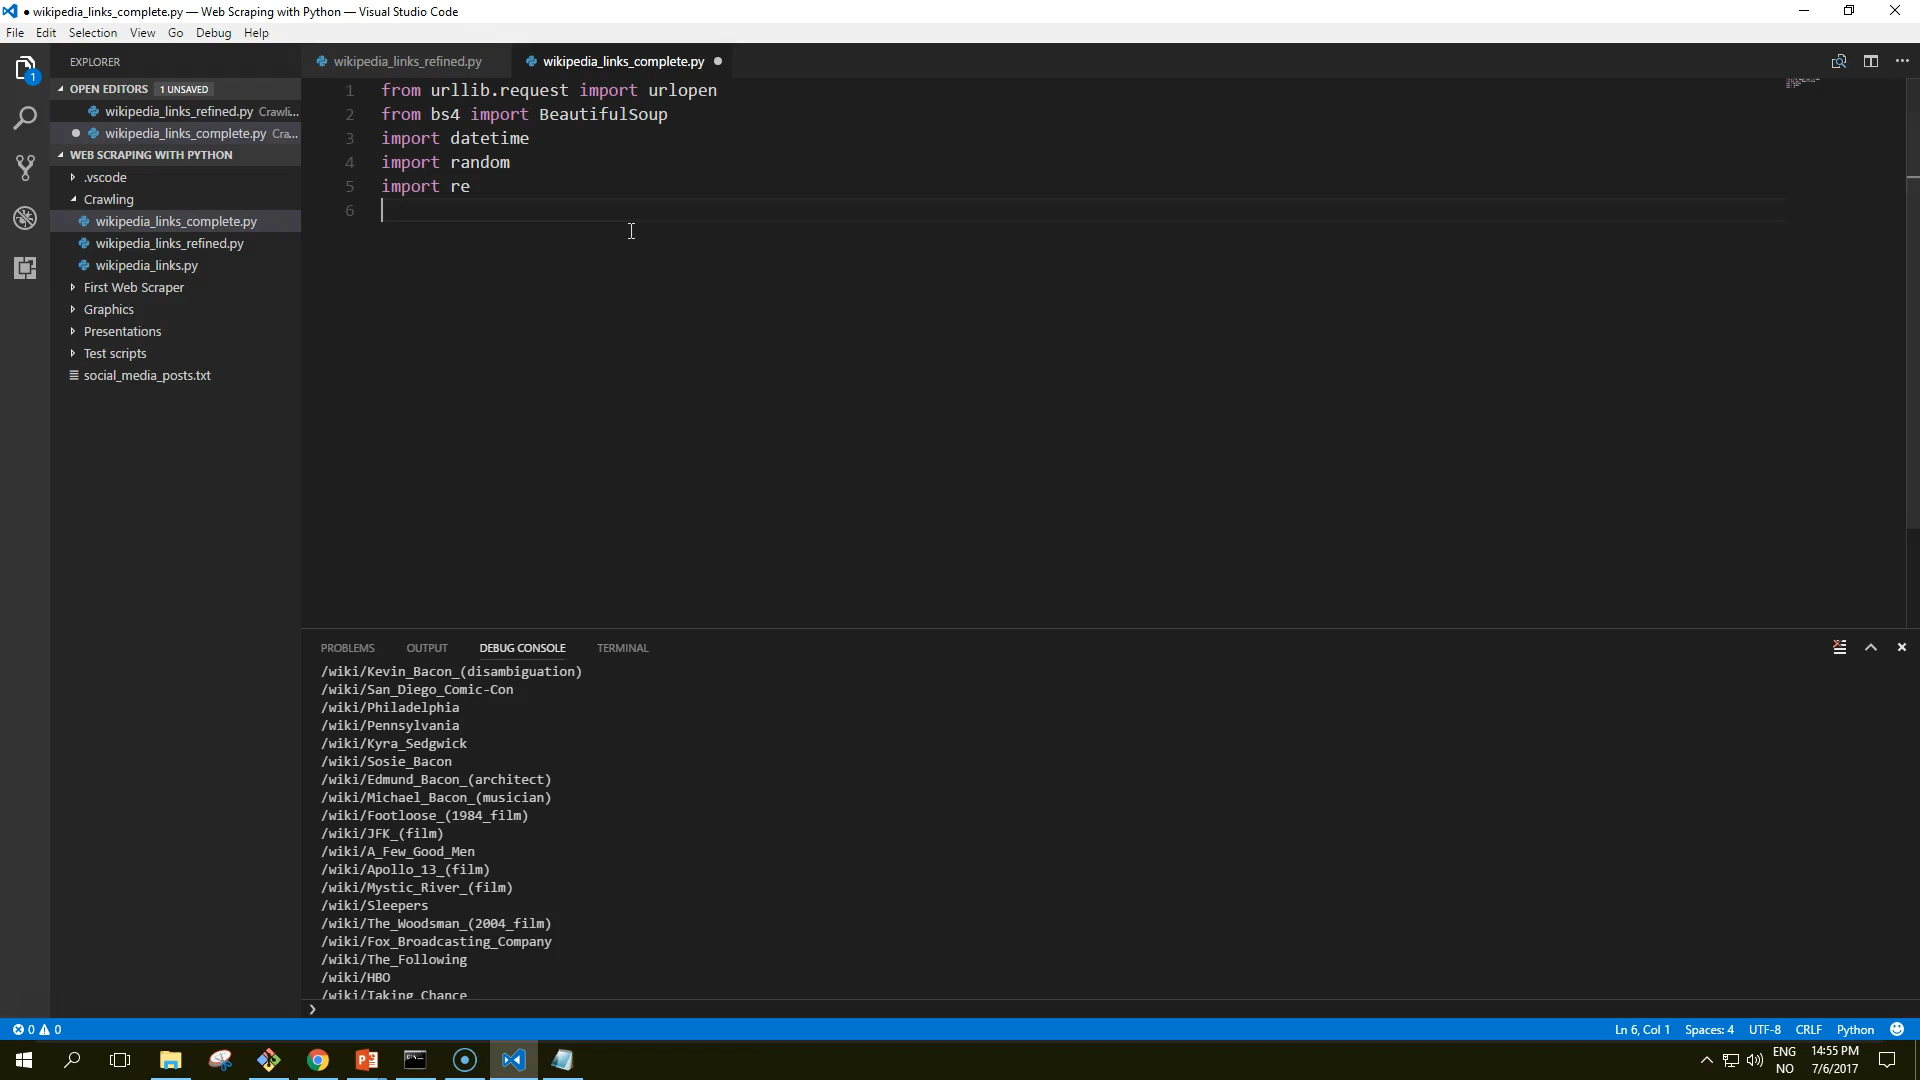 ● wikipedia_links_complete.py — Web Scraping with Python — Visual Studio Code
File Edit Selection View Go Debug Help
EXPLORER
OPEN EDITORS 1 UNSAVED
wikipedia_links_refined.py Crawli...
wikipedia_links_complete.py Cra...
WEB SCRAPING WITH PYTHON
.vscode
Crawling
wikipedia_links_complete.py
wikipedia_links_refined.py
wikipedia_links.py
First Web Scraper
Graphics
Presentations
Test scripts
social_media_posts.txt
1
wikipedia_links_refined.py wikipedia_links_complete.py
1 from urllib.request import urlopen
2 from bs4 import BeautifulSoup
3 import datetime
4 import random
5 import re
6
PROBLEMS OUTPUT DEBUG CONSOLE TERMINAL
/wiki/Kevin_Bacon_(disambiguation)
/wiki/San_Diego_Comic-Con
/wiki/Philadelphia
/wiki/Pennsylvania
/wiki/Kyra_Sedgwick
/wiki/Sosie_Bacon
/wiki/Edmund_Bacon_(architect)
/wiki/Michael_Bacon_(musician)
/wiki/Footloose_(1984_film)
/wiki/JFK_(film)
/wiki/A_Few_Good_Men
/wiki/Apollo_13_(film)
/wiki/Mystic_River_(film)
/wiki/Sleepers
/wiki/The_Woodsman_(2004_film)
/wiki/Fox_Broadcasting_Company
/wiki/The_Following
/wiki/HBO
/wiki/Taking_Chance
0 0 Ln 6, Col 1 Spaces: 4 UTF-8 CRLF Python
ENG 14:55 PM
NO 7/6/2017